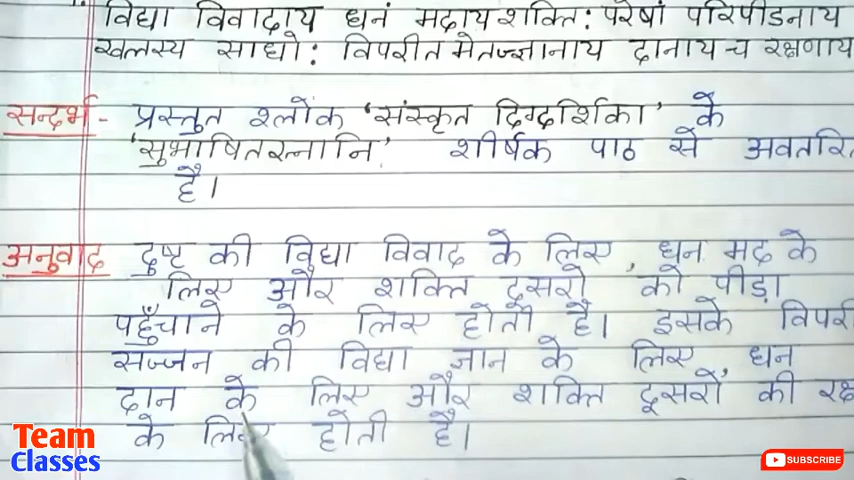 विद्या विवादाय धनं मदाय शक्ति: परेषां परिपीडनाय
खलस्य साधो: विपरीतमेतज्ज्ञानाय दानाय च रक्षणाय
सन्दर्भ - प्रस्तुत श्लोक 'संस्कृत दिग्दर्शिका' के
'सुभाषितरत्नानि' शीर्षक पाठ से अवतरि
है।
अनुवाद दुष्ट की विद्या विवाद के लिए, धन मद के
लिए और शक्ति दूसरो को पीड़ा
पहुँचाने के लिए होती है। इसके विपरी
सज्जन की विद्या ज्ञान के लिए, धन
दान के लिए और शक्ति दूसरों की रक्ष
के लिए होती है।
Team
Classes
SUBSCRIBE